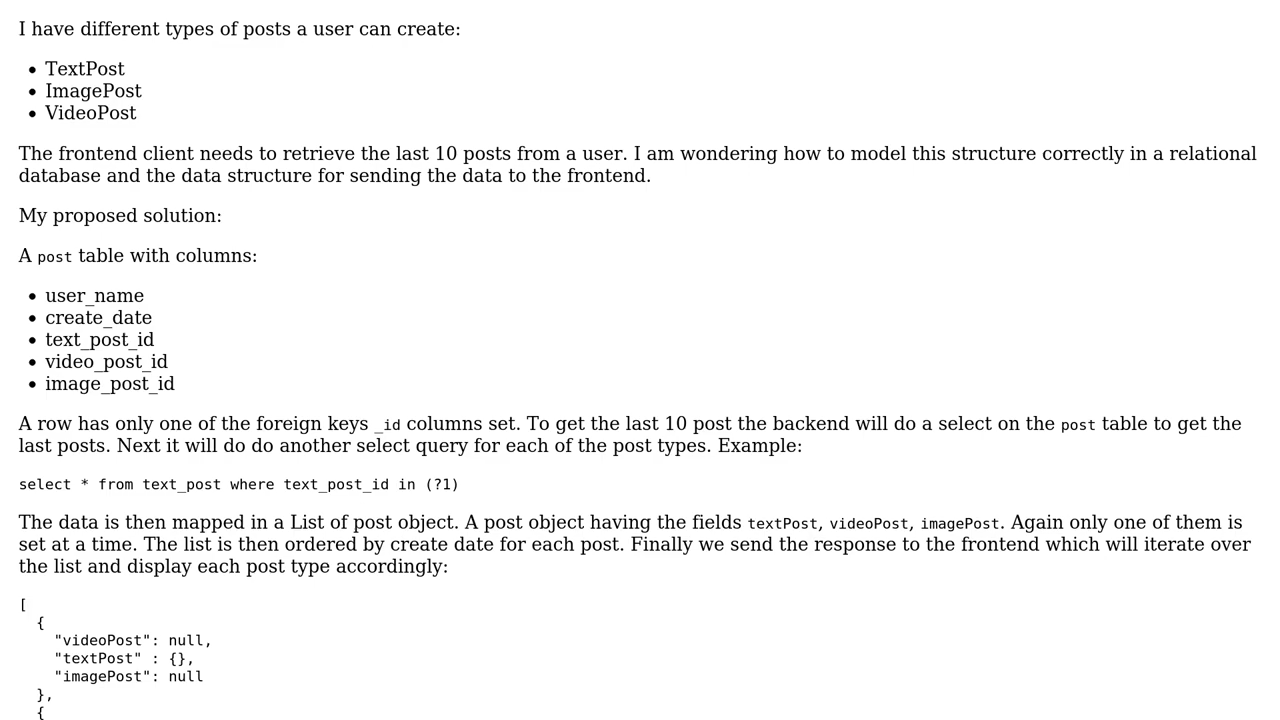 I have different types of posts a user can create:
• TextPost
• ImagePost
• VideoPost
The frontend client needs to retrieve the last 10 posts from a user. I am wondering how to model this structure correctly in a relational
database and the data structure for sending the data to the frontend.
My proposed solution:
A post table with columns:
• user_name
• create_date
• text_post_id
• video_post_id
• image_post_id
A row has only one of the foreign keys _id columns set. To get the last 10 post the backend will do a select on the post table to get the
last posts. Next it will do do another select query for each of the post types. Example:
select * from text_post where text_post_id in (?1)
The data is then mapped in a List of post object. A post object having the fields textPost, videoPost, imagePost. Again only one of them is
set at a time. The list is then ordered by create date for each post. Finally we send the response to the frontend which will iterate over
the list and display each post type accordingly:
[
  {
    "videoPost": null,
    "textPost" : {},
    "imagePost": null
  },
  {